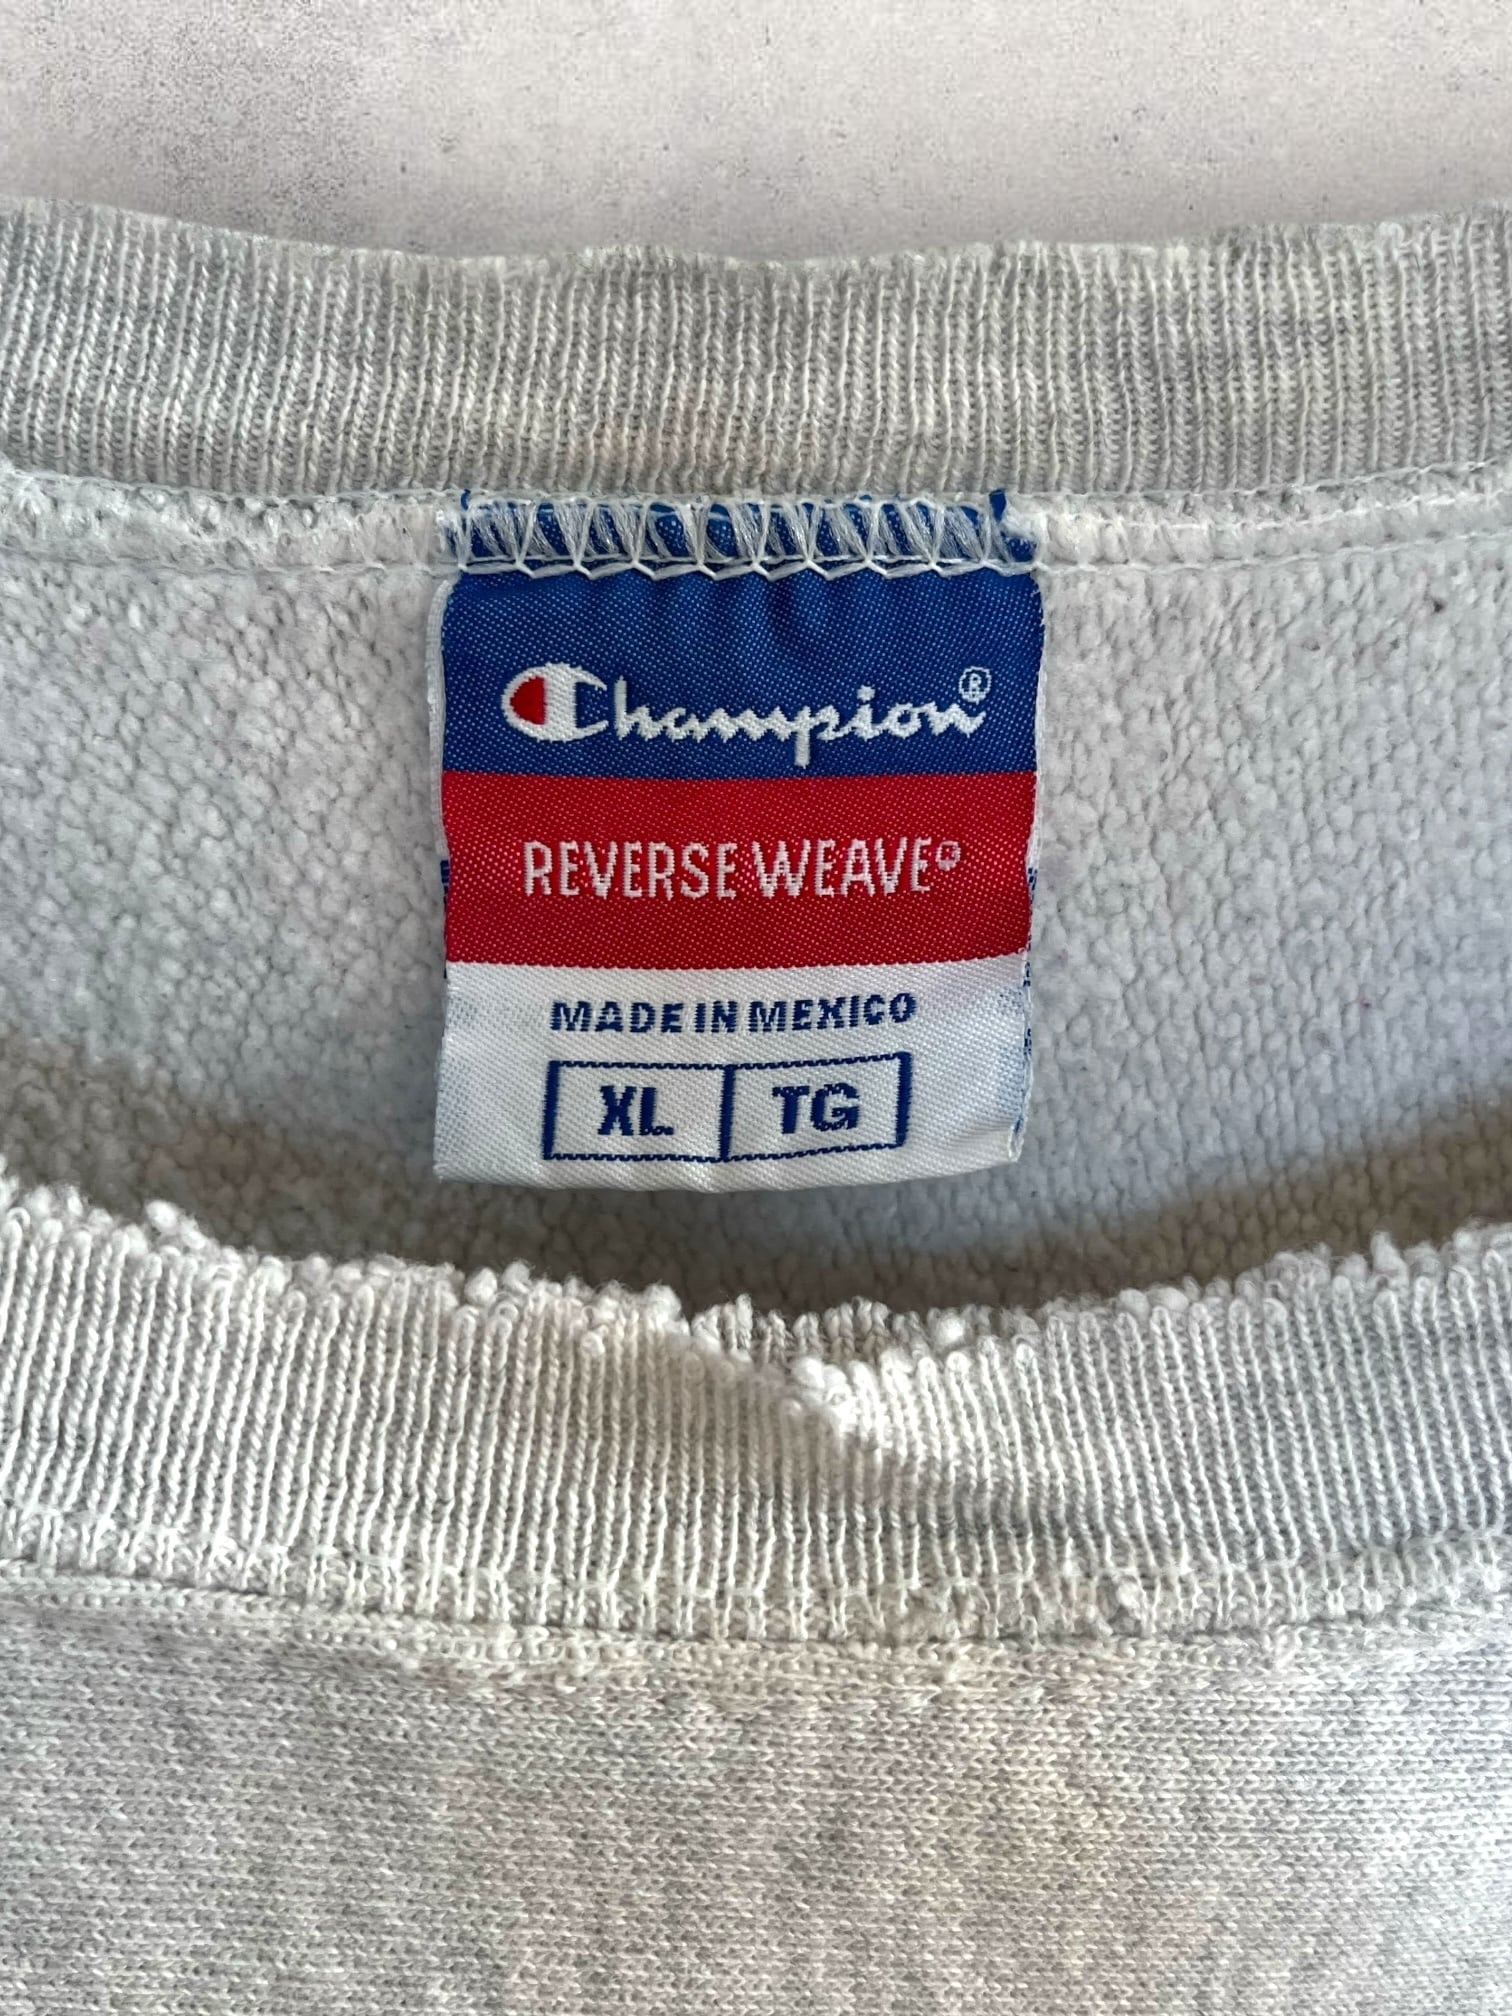 Champion®
REVERSE WEAVE®
MADE IN MEXICO
XL TG